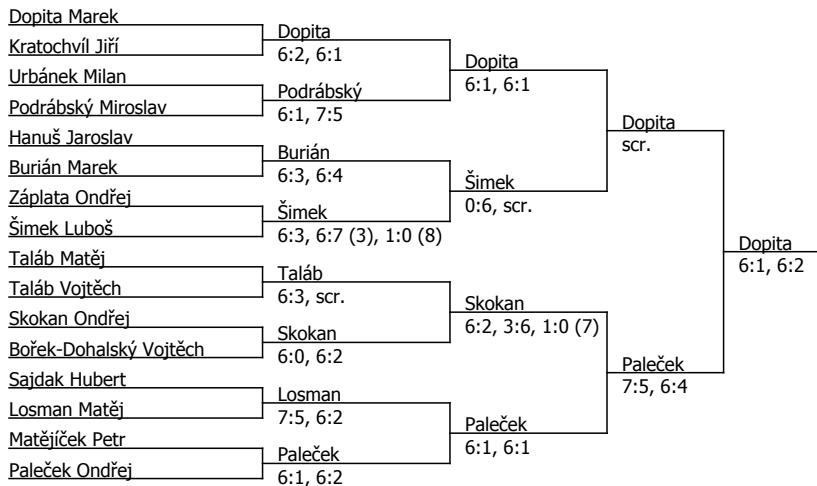 Dopita Marek
Kratochvíl Jiří
Urbánek Milan
Podrábský Miroslav
Hanuš Jaroslav
Burián Marek
Záplata Ondřej
Šimek Luboš
Taláb Matěj
Taláb Vojtěch
Skokan Ondřej
Bořek-Dohalský Vojtěch
Sajdak Hubert
Losman Matěj
Matějíček Petr
Paleček Ondřej
Dopita
6:2, 6:1
Podrábský
6:1, 7:5
Burián
6:3, 6:4
Šimek
6:3, 6:7 (3), 1:0 (8)
Taláb
6:3, scr.
Skokan
6:0, 6:2
Losman
7:5, 6:2
Paleček
6:1, 6:2
Dopita
6:1, 6:1
Šimek
0:6, scr.
Skokan
6:2, 3:6, 1:0 (7)
Paleček
6:1, 6:1
Dopita
scr.
Paleček
7:5, 6:4
Dopita
6:1, 6:2